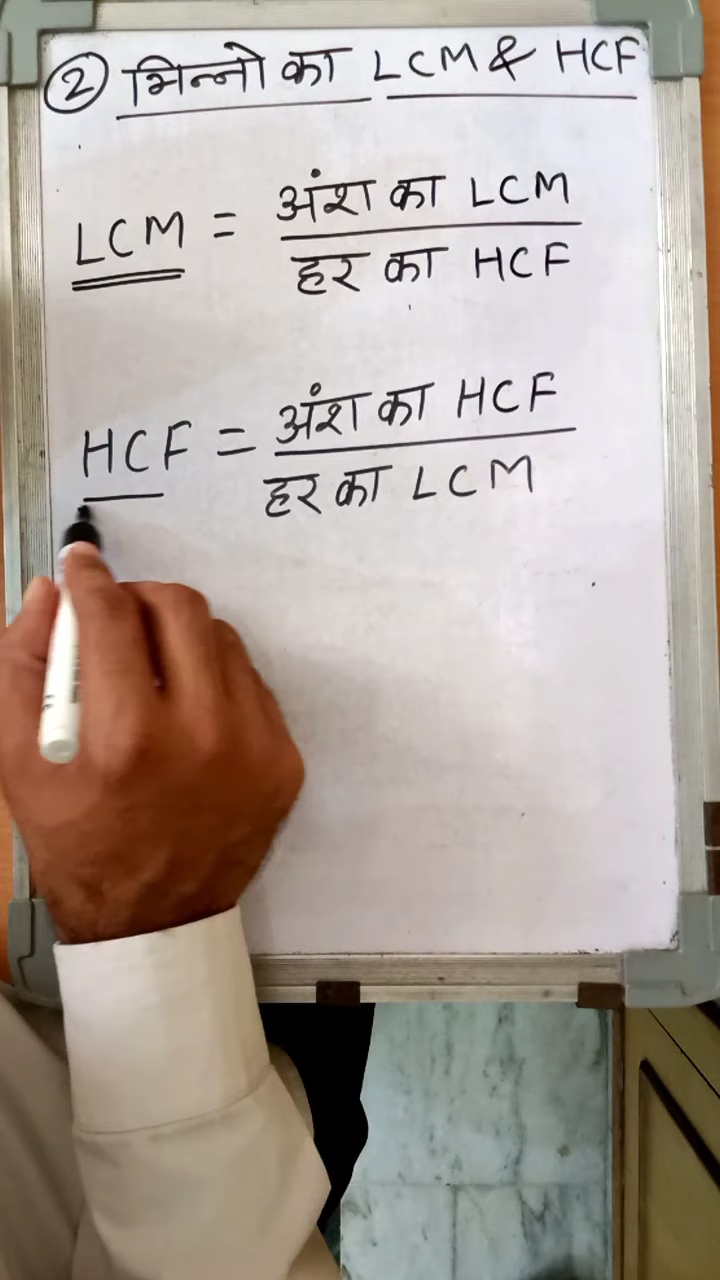 ② भिन्नो का LCM & HCF
LCM = अंश का LCM
हर का HCF
HCF = अंश का HCF
हर का LCM